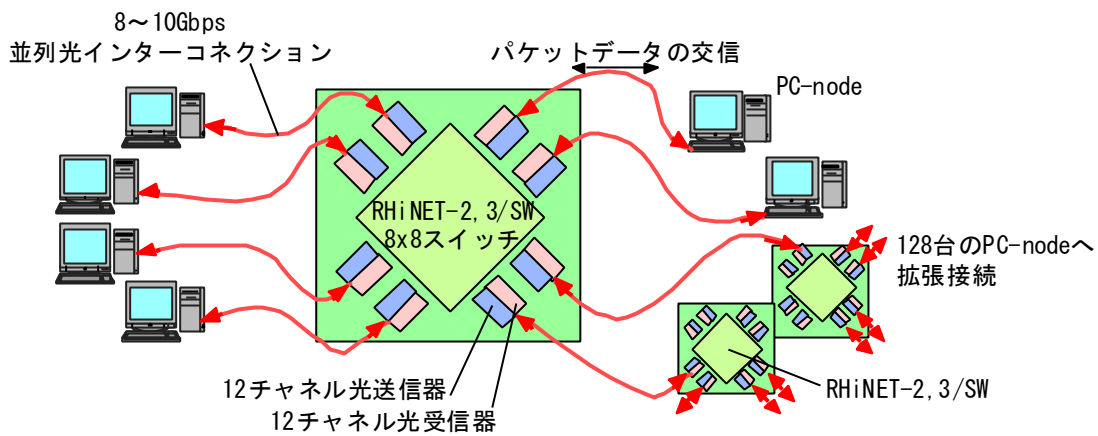 8～10Gbps
並列光インターコネクション
パケットデータの交信
PC-node
RHiNET-2,3/SW
8x8スイッチ
128台のPC-nodeへ
拡張接続
12チャネル光送信器
12チャネル光受信器
RHiNET-2,3/SW